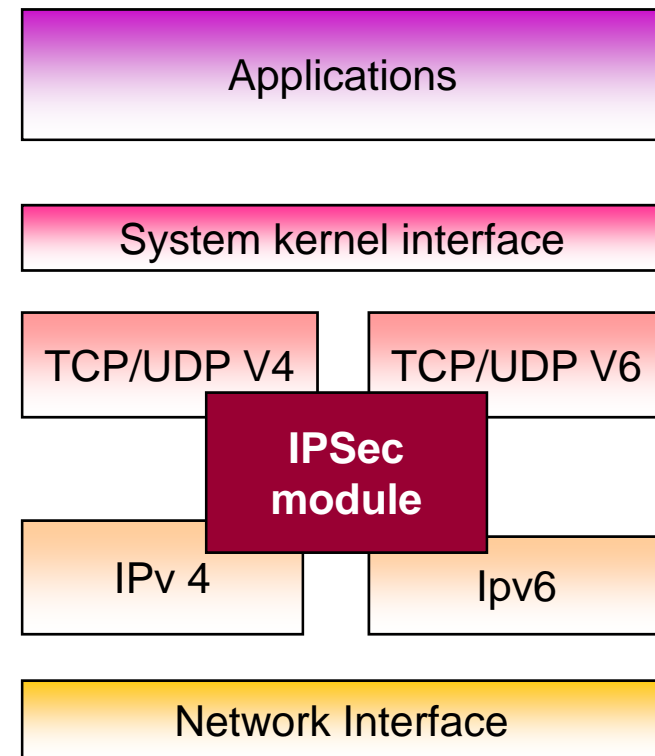 Applications
System kernel interface
TCP/UDP V4
TCP/UDP V6
IPSec
module
IPv 4
Ipv6
Network Interface